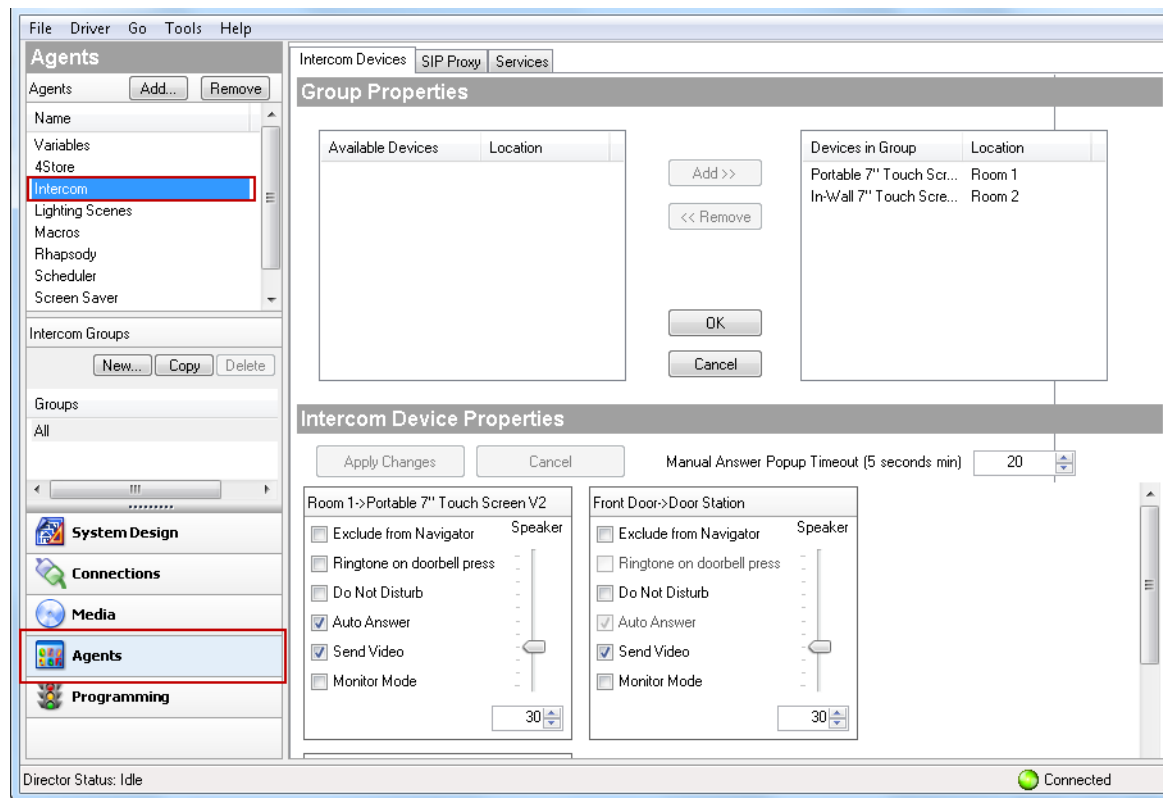 File Driver Go Tools Help
Agents
Agents Add... Remove
Name
Variables
4Store
Intercom
Lighting Scenes
Macros
Rhapsody
Scheduler
Screen Saver
Intercom Groups
New... Copy Delete
Groups
All
System Design
Connections
Media
Agents
Programming
Intercom Devices SIP Proxy Services
Group Properties
Available Devices Location
Add >>
<< Remove
OK
Cancel
Devices in Group Location
Portable 7" Touch Scr... Room 1
In-Wall 7" Touch Scre... Room 2
Intercom Device Properties
Apply Changes Cancel Manual Answer Popup Timeout (5 seconds min) 20
Room 1->Portable 7" Touch Screen V2
Exclude from Navigator Speaker
Ringtone on doorbell press
Do Not Disturb
Auto Answer
Send Video
Monitor Mode
30
Front Door->Door Station
Exclude from Navigator Speaker
Ringtone on doorbell press
Do Not Disturb
Auto Answer
Send Video
Monitor Mode
30
Director Status: Idle Connected